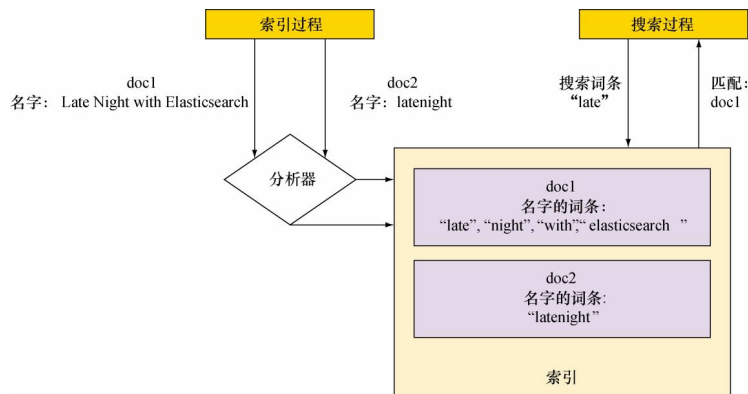 索引过程
搜索过程
doc1
名字: Late Night with Elasticsearch
doc2
名字: latenight
搜索词条
“late”
匹配:
doc1
分析器
doc1
名字的词条:
“late”, “night”, “with”,“ elasticsearch ”
doc2
名字的词条:
“latenight”
索引